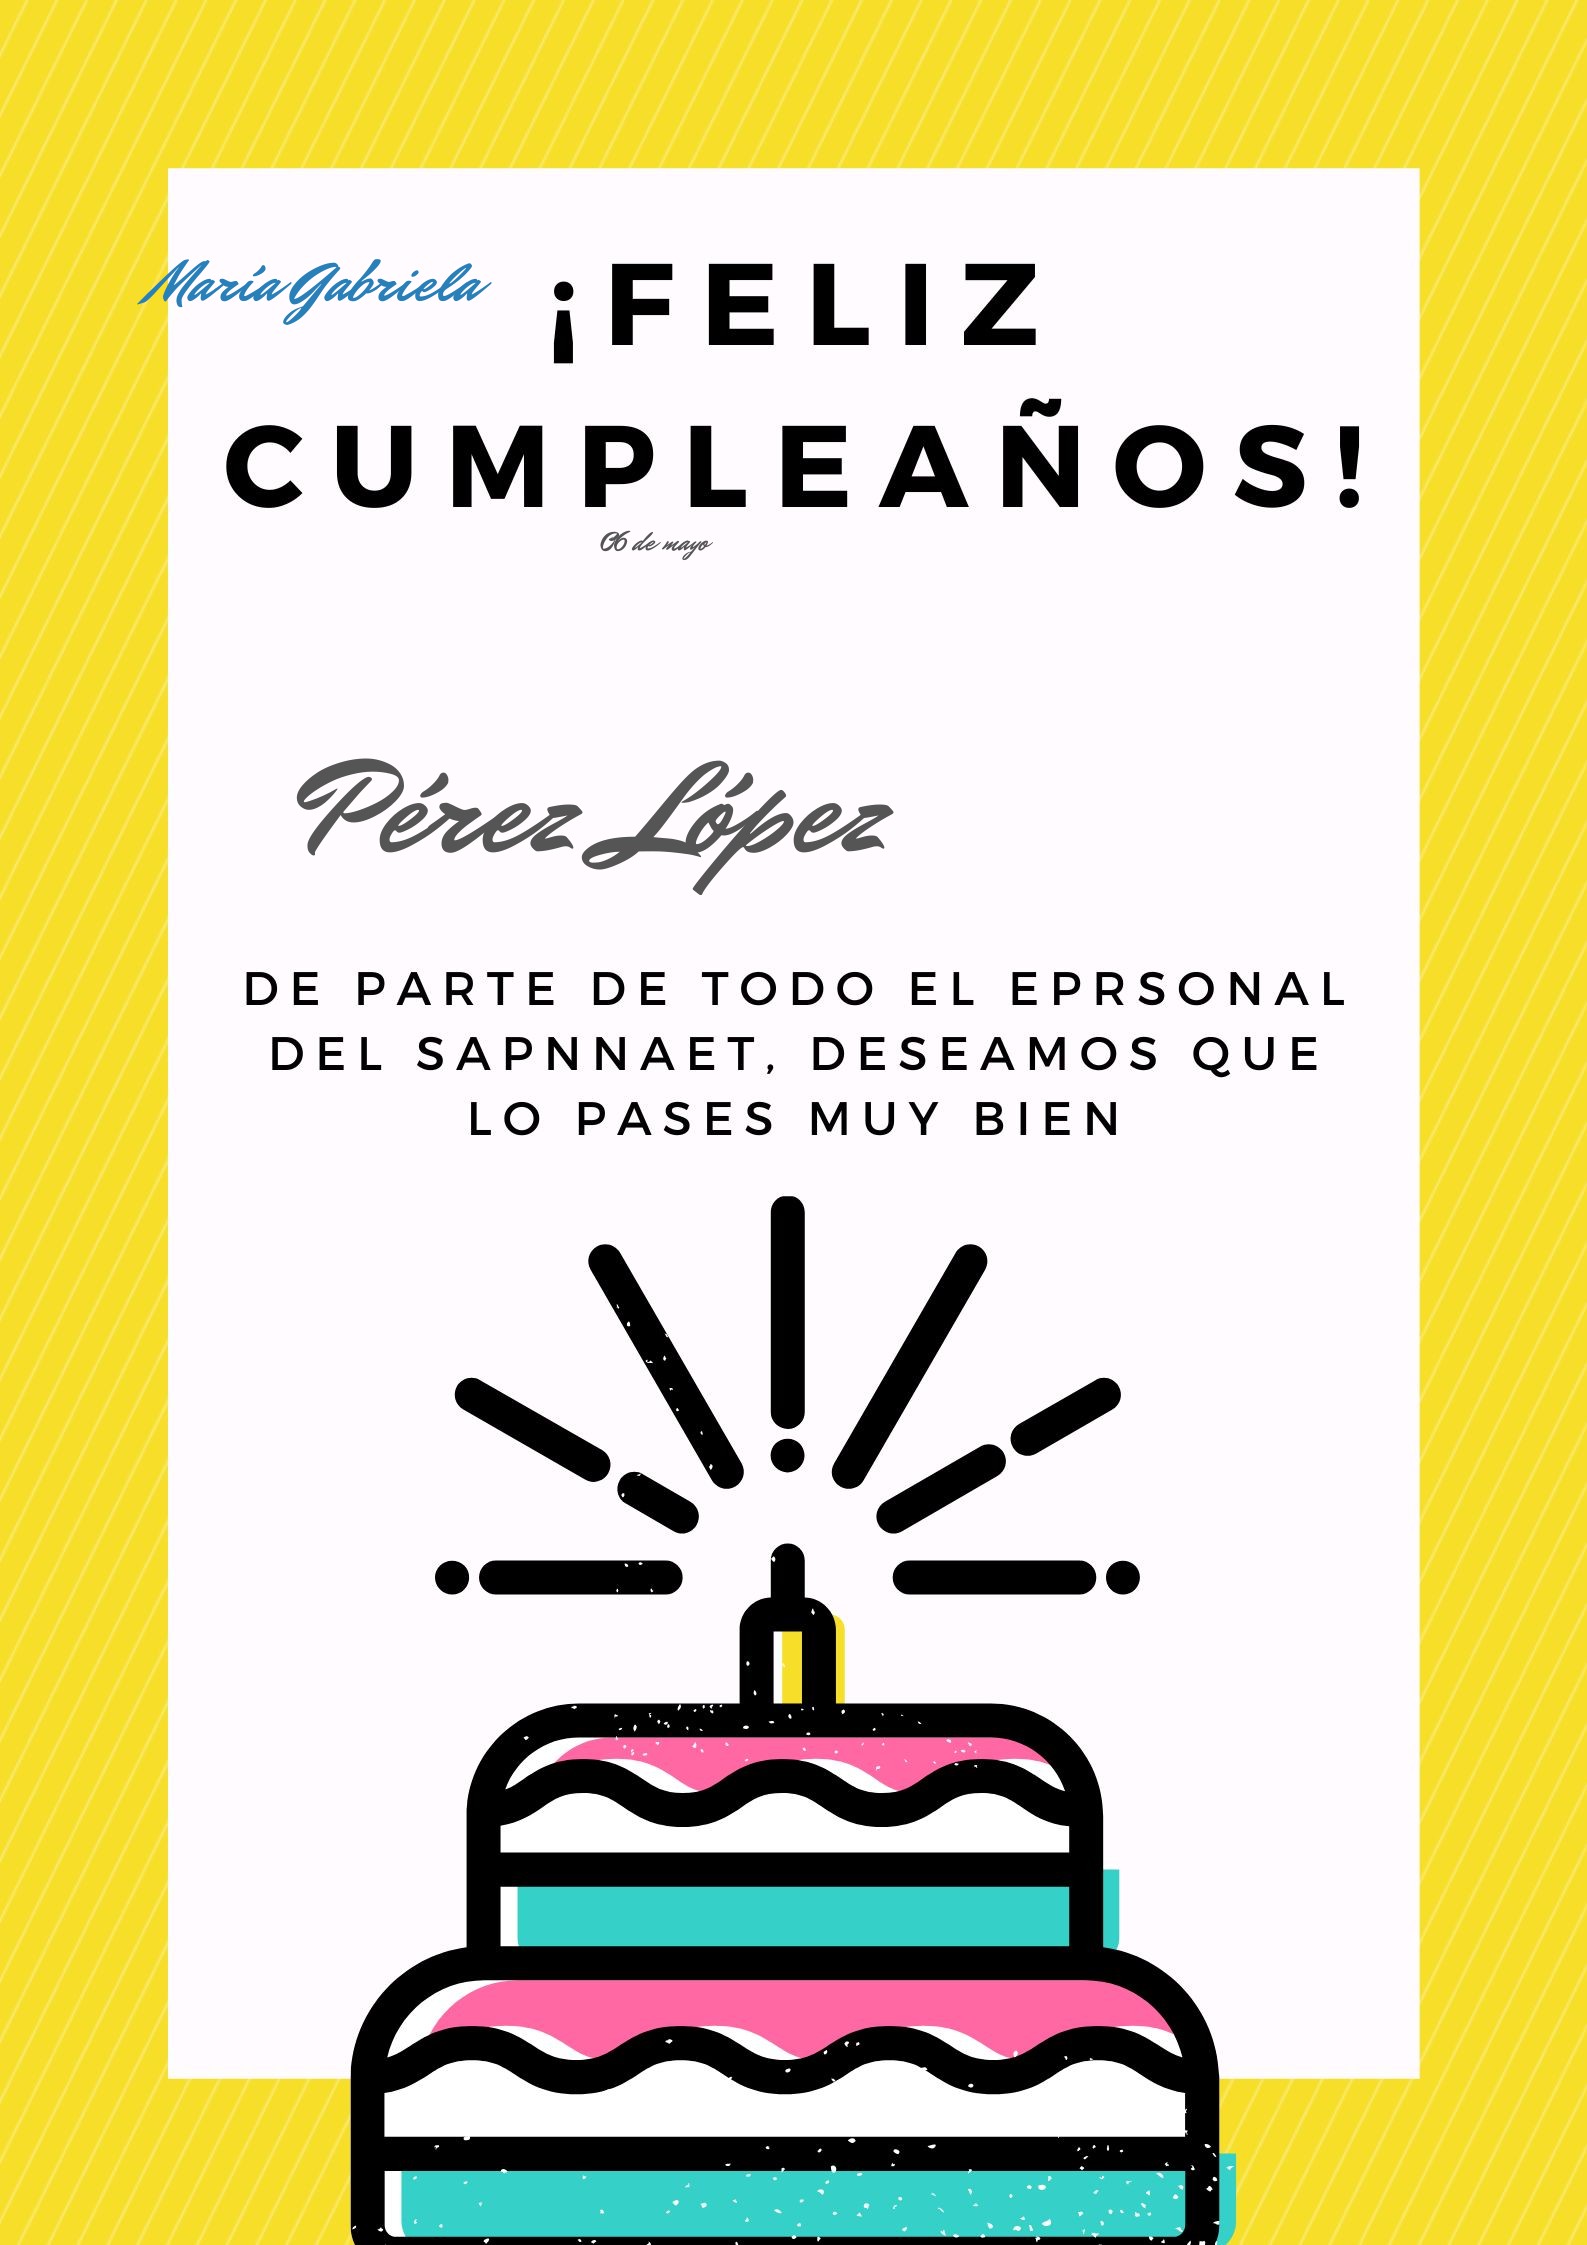 María Gabriela
¡FELIZ
CUMPLEAÑOS!
06 de mayo
Pérez López
DE PARTE DE TODO EL EPRSONAL
DEL SAPNNAET, DESEAMOS QUE
LO PASES MUY BIEN